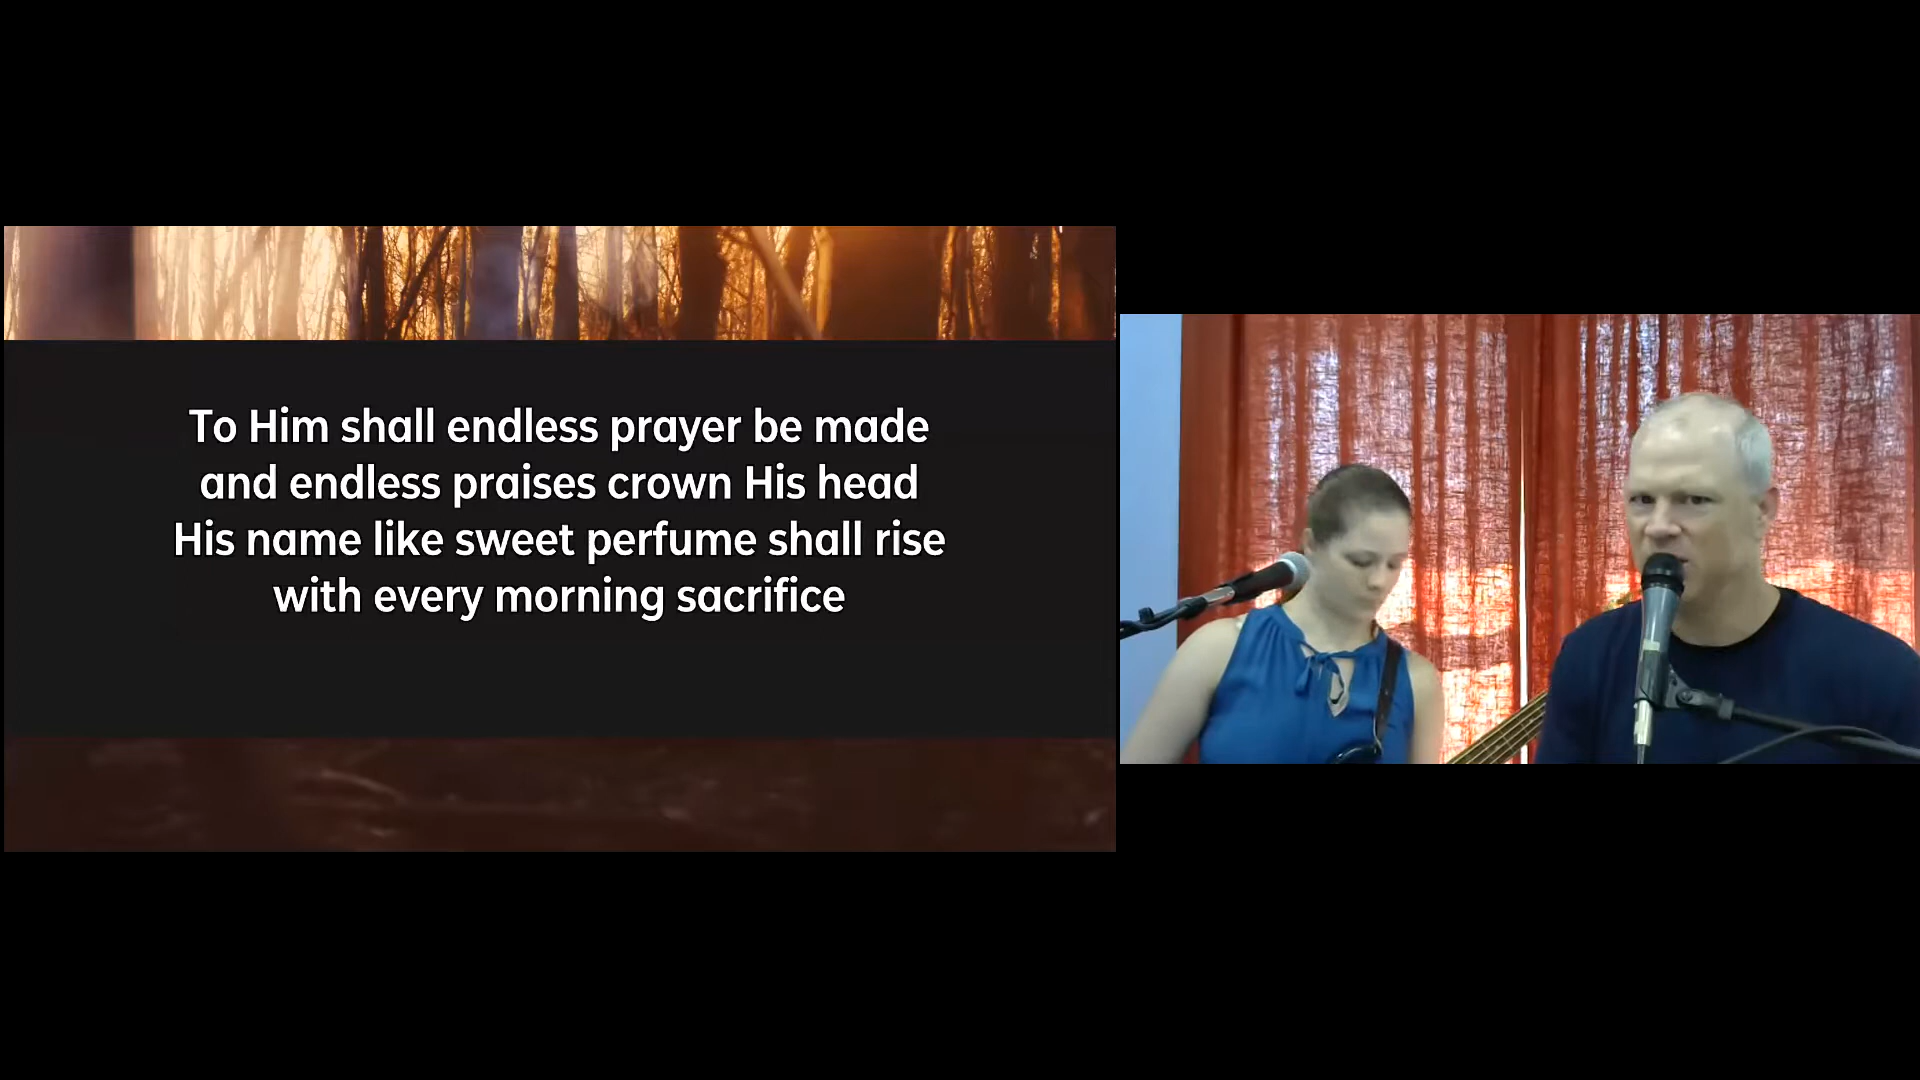 To Him shall endless prayer be made
and endless praises crown His head
His name like sweet perfume shall rise
with every morning sacrifice